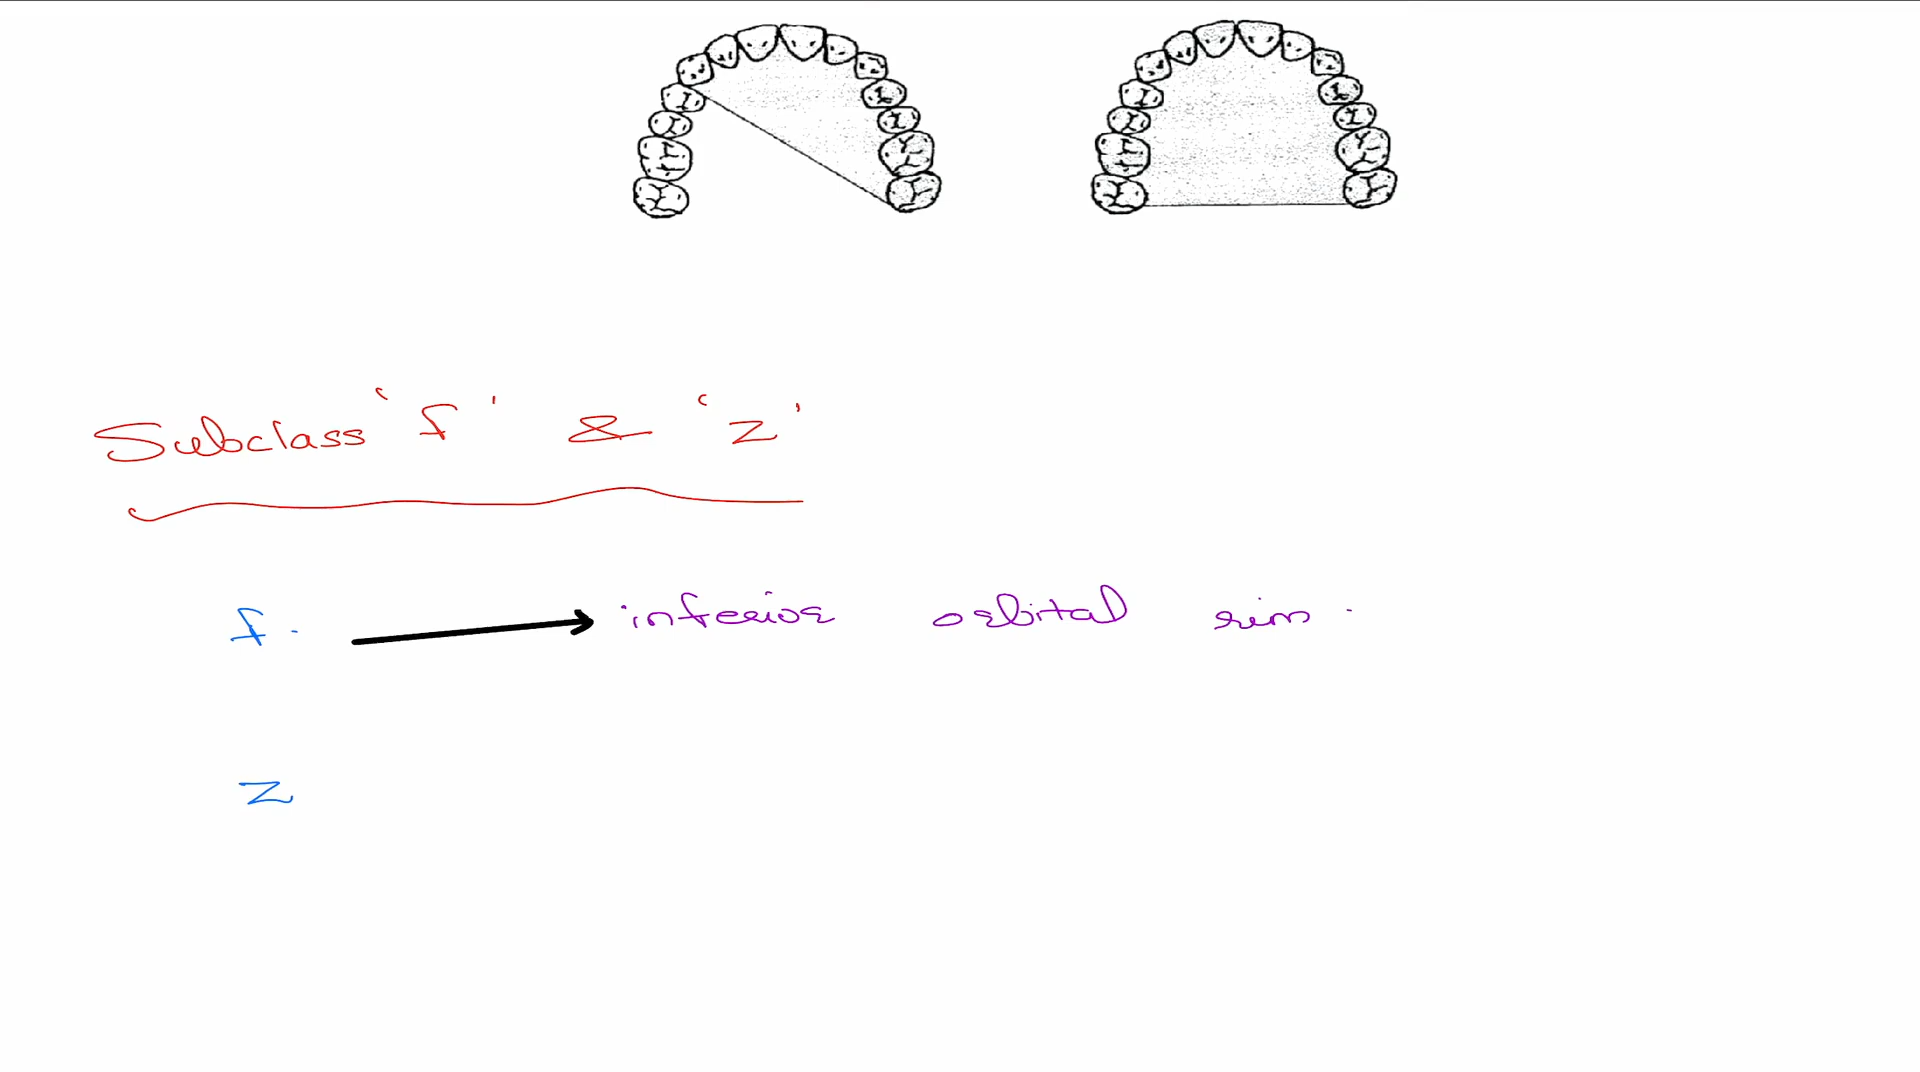 Subclass 'f' & 'z'
f. → inferior orbital rim.
z